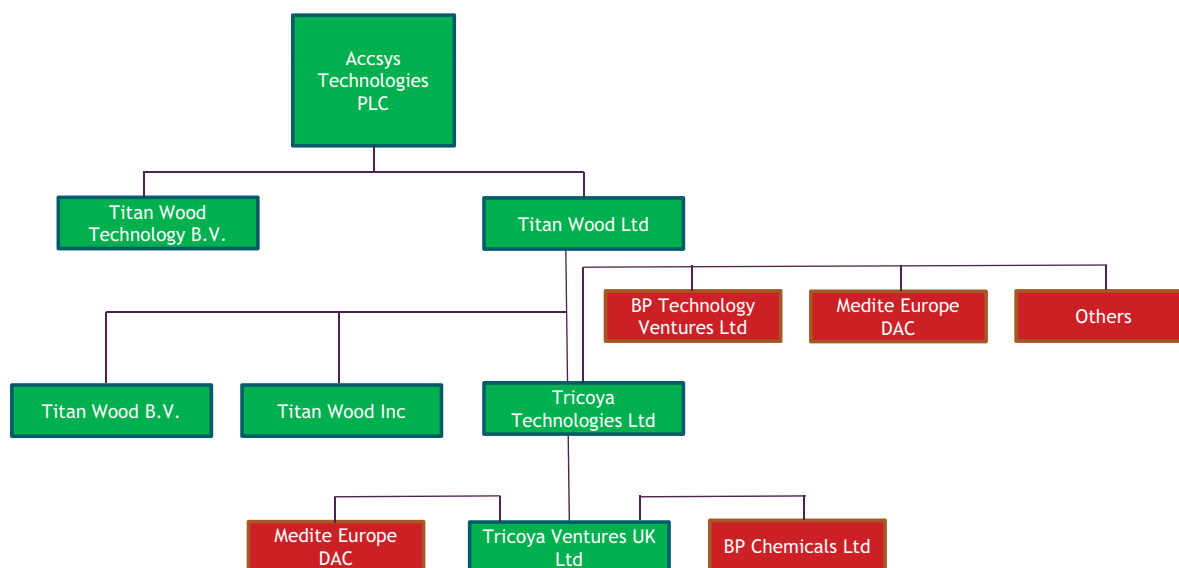 Accsys
Technologies
PLC
Titan Wood
Technology B.V.
Titan Wood Ltd
BP Technology
Ventures Ltd
Medite Europe
DAC
Others
Titan Wood B.V.
Titan Wood Inc
Tricoya
Technologies Ltd
Medite Europe
DAC
Tricoya Ventures UK
Ltd
BP Chemicals Ltd